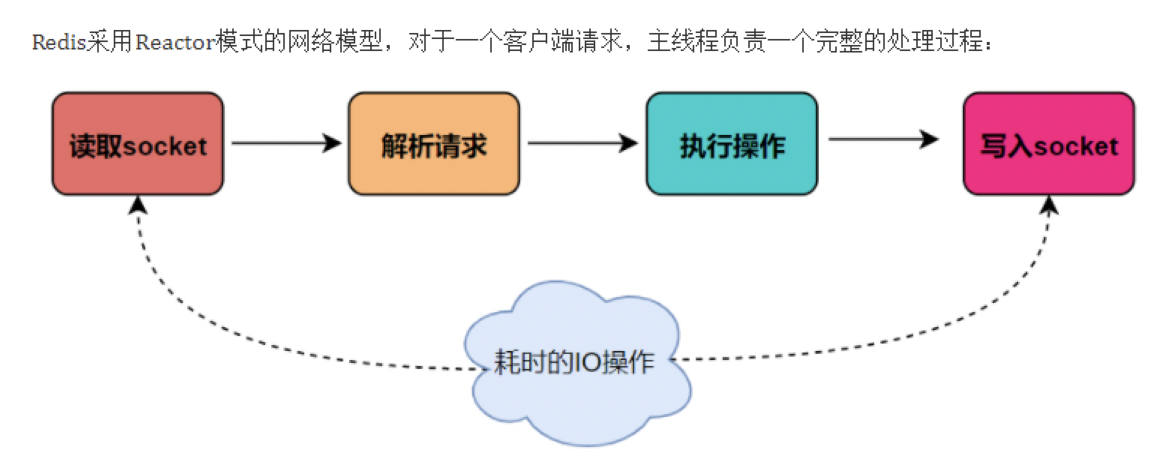 Redis采用Reactor模式的网络模型，对于一个客户端请求，主线程负责一个完整的处理过程：
读取socket
解析请求
执行操作
写入socket
耗时的IO操作